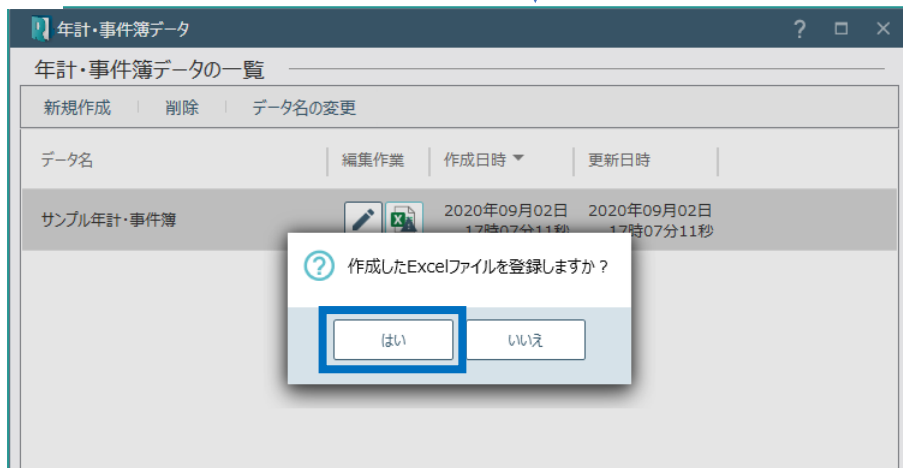 年計・事件簿データ
年計・事件簿データの一覧
新規作成 削除 データ名の変更
データ名 編集作業 作成日時 更新日時
サンプル年計・事件簿
2020年09月02日 2020年09月02日
17時07分11秒 17時07分11秒
作成したExcelファイルを登録しますか？
はい いいえ